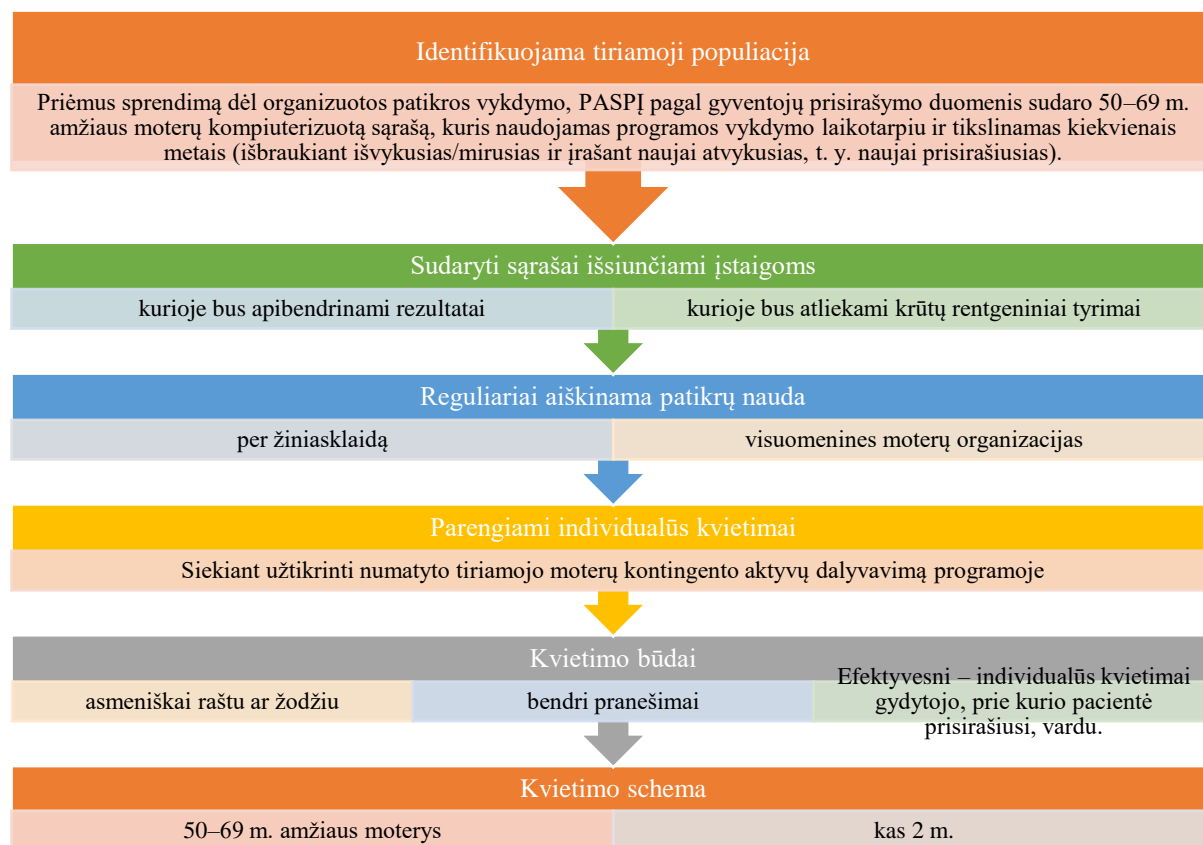 Identifikuojama tiriamoji populiacija
Priėmus sprendimą dėl organizuotos patikros vykdymo, PASPĮ pagal gyventojų prisirašymo duomenis sudaro 50–69 m.
amžiaus moterų kompiuterizuotą sąrašą, kuris naudojamas programos vykdymo laikotarpiu ir tikslinamas kiekvienais
metais (išbraukiant išvykusias/mirusias ir įrašant naujai atvykusias, t. y. naujai prisirašiusias).
Sudaryti sąrašai išsiunčiami įstaigoms
kurioje bus apibendrinami rezultatai
kurioje bus atliekami krūtų rentgeniniai tyrimai
Reguliariai aiškinama patikrų nauda
per žiniasklaidą
visuomenines moterų organizacijas
Parengiami individualūs kvietimai
Siekiant užtikrinti numatyto tiriamojo moterų kontingento aktyvų dalyvavimą programoje
Kvietimo būdai
asmeniškai raštu ar žodžiu
bendri pranešimai
Efektyvesni – individualūs kvietimai
gydytojo, prie kurio pacientė
prisirašiusi, vardu.
Kvietimo schema
50–69 m. amžiaus moterys
kas 2 m.